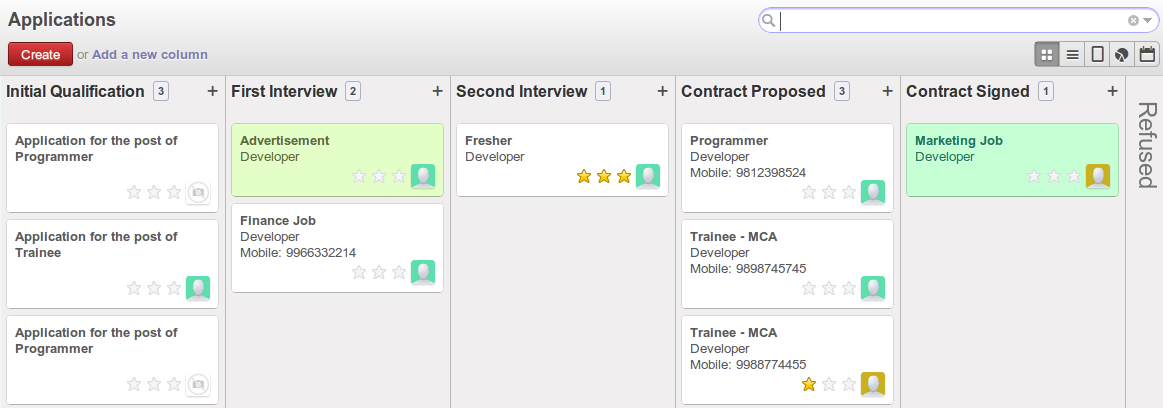 Applications
Create or Add a new column
Initial Qualification 3 +
Application for the post of
Programmer
Application for the post of
Trainee
Application for the post of
Programmer
First Interview 2 +
Advertisement
Developer
Finance Job
Developer
Mobile: 9966332214
Second Interview 1 +
Fresher
Developer
Contract Proposed 3 +
Programmer
Developer
Mobile: 9812398524
Trainee - MCA
Developer
Mobile: 9898745745
Trainee - MCA
Developer
Mobile: 9988774455
Contract Signed 1 +
Marketing Job
Developer
Refused